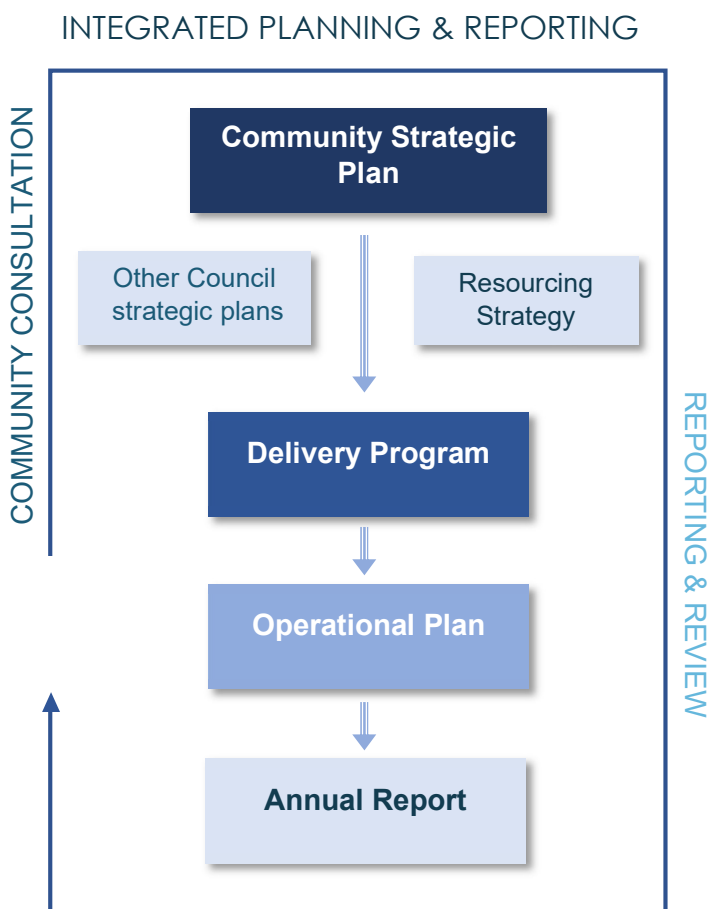 INTEGRATED PLANNING & REPORTING
COMMUNITY CONSULTATION
Community Strategic
Plan
Other Council
strategic plans
Resourcing
Strategy
Delivery Program
REPORTING & REVIEW
Operational Plan
Annual Report